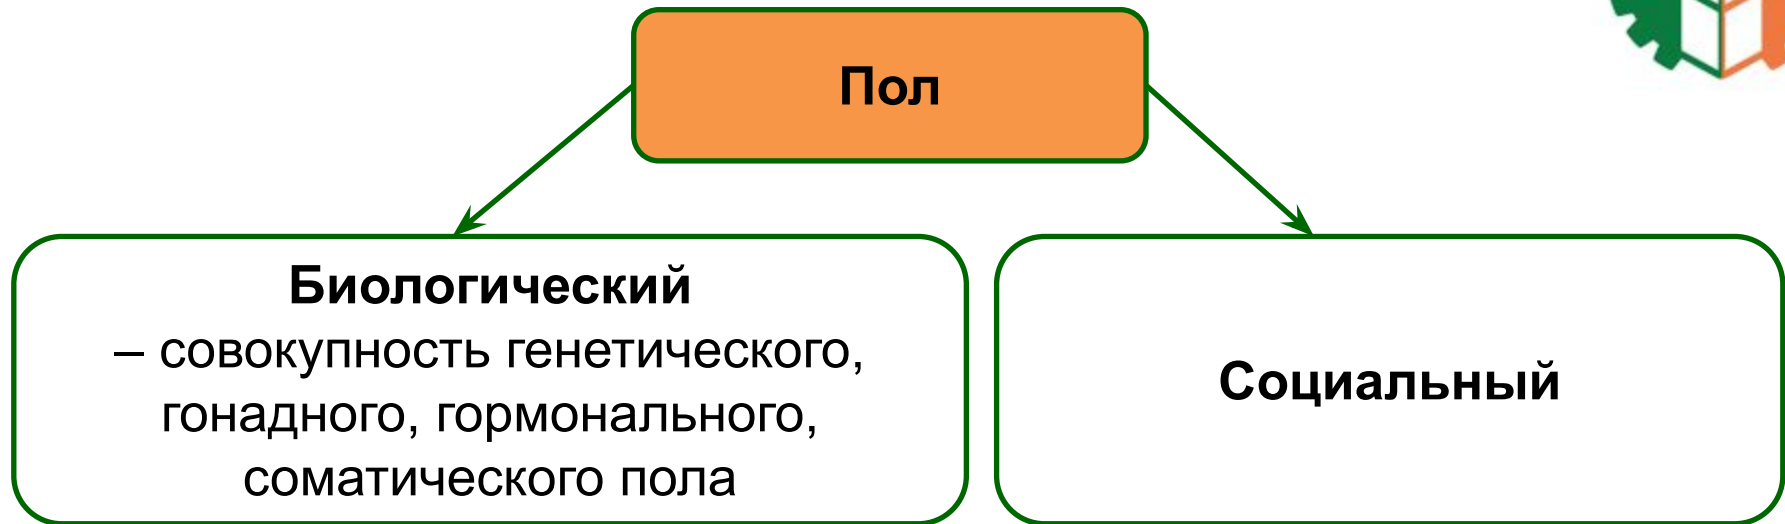 Пол
Биологический
– совокупность генетического,
гонадного, гормонального,
соматического пола
Социальный